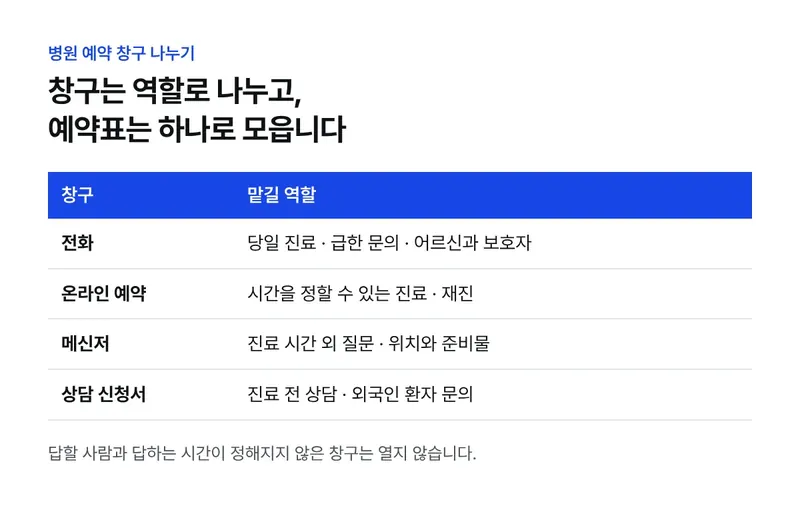 병원 예약 창구 나누기
창구는 역할로 나누고,
예약표는 하나로 모읍니다
창구 맡길 역할
전화 당일 진료 · 급한 문의 · 어르신과 보호자
온라인 예약 시간을 정할 수 있는 진료 · 재진
메신저 진료 시간 외 질문 · 위치와 준비물
상담 신청서 진료 전 상담 · 외국인 환자 문의
답할 사람과 답하는 시간이 정해지지 않은 창구는 열지 않습니다.